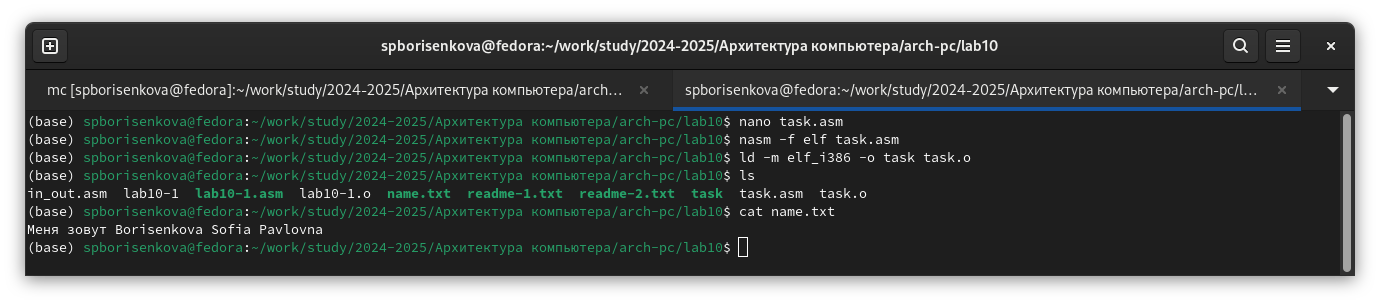 spborisenkova@fedora:~/work/study/2024-2025/Архитектура компьютера/arch-pc/lab10
mc [spborisenkova@fedora]:~/work/study/2024-2025/Архитектура компьютера/arch... spborisenkova@fedora:~/work/study/2024-2025/Архитектура компьютера/arch-pc/l...
(base) spborisenkova@fedora:~/work/study/2024-2025/Архитектура компьютера/arch-pc/lab10$ nano task.asm
(base) spborisenkova@fedora:~/work/study/2024-2025/Архитектура компьютера/arch-pc/lab10$ nasm -f elf task.asm
(base) spborisenkova@fedora:~/work/study/2024-2025/Архитектура компьютера/arch-pc/lab10$ ld -m elf_i386 -o task task.o
(base) spborisenkova@fedora:~/work/study/2024-2025/Архитектура компьютера/arch-pc/lab10$ ls
in_out.asm  lab10-1  lab10-1.asm  lab10-1.o  name.txt  readme-1.txt  readme-2.txt  task  task.asm  task.o
(base) spborisenkova@fedora:~/work/study/2024-2025/Архитектура компьютера/arch-pc/lab10$ cat name.txt
Меня зовут Borisenkova Sofia Pavlovna
(base) spborisenkova@fedora:~/work/study/2024-2025/Архитектура компьютера/arch-pc/lab10$